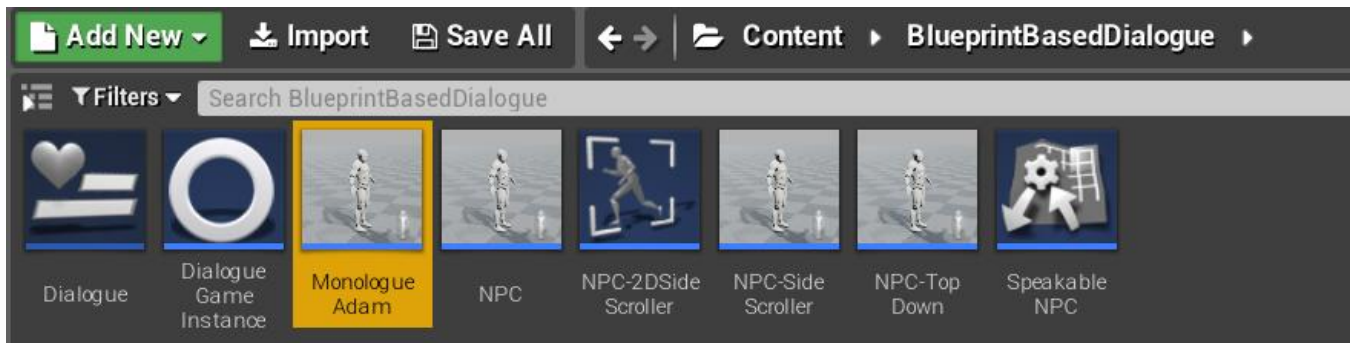 Add New
Import
Save All
Content
BlueprintBasedDialogue
Filters
Search BlueprintBasedDialogue
Dialogue
Dialogue
Game
Instance
Monologue
Adam
NPC
NPC-2DSide
Scroller
NPC-Side
Scroller
NPC-Top
Down
Speakable
NPC